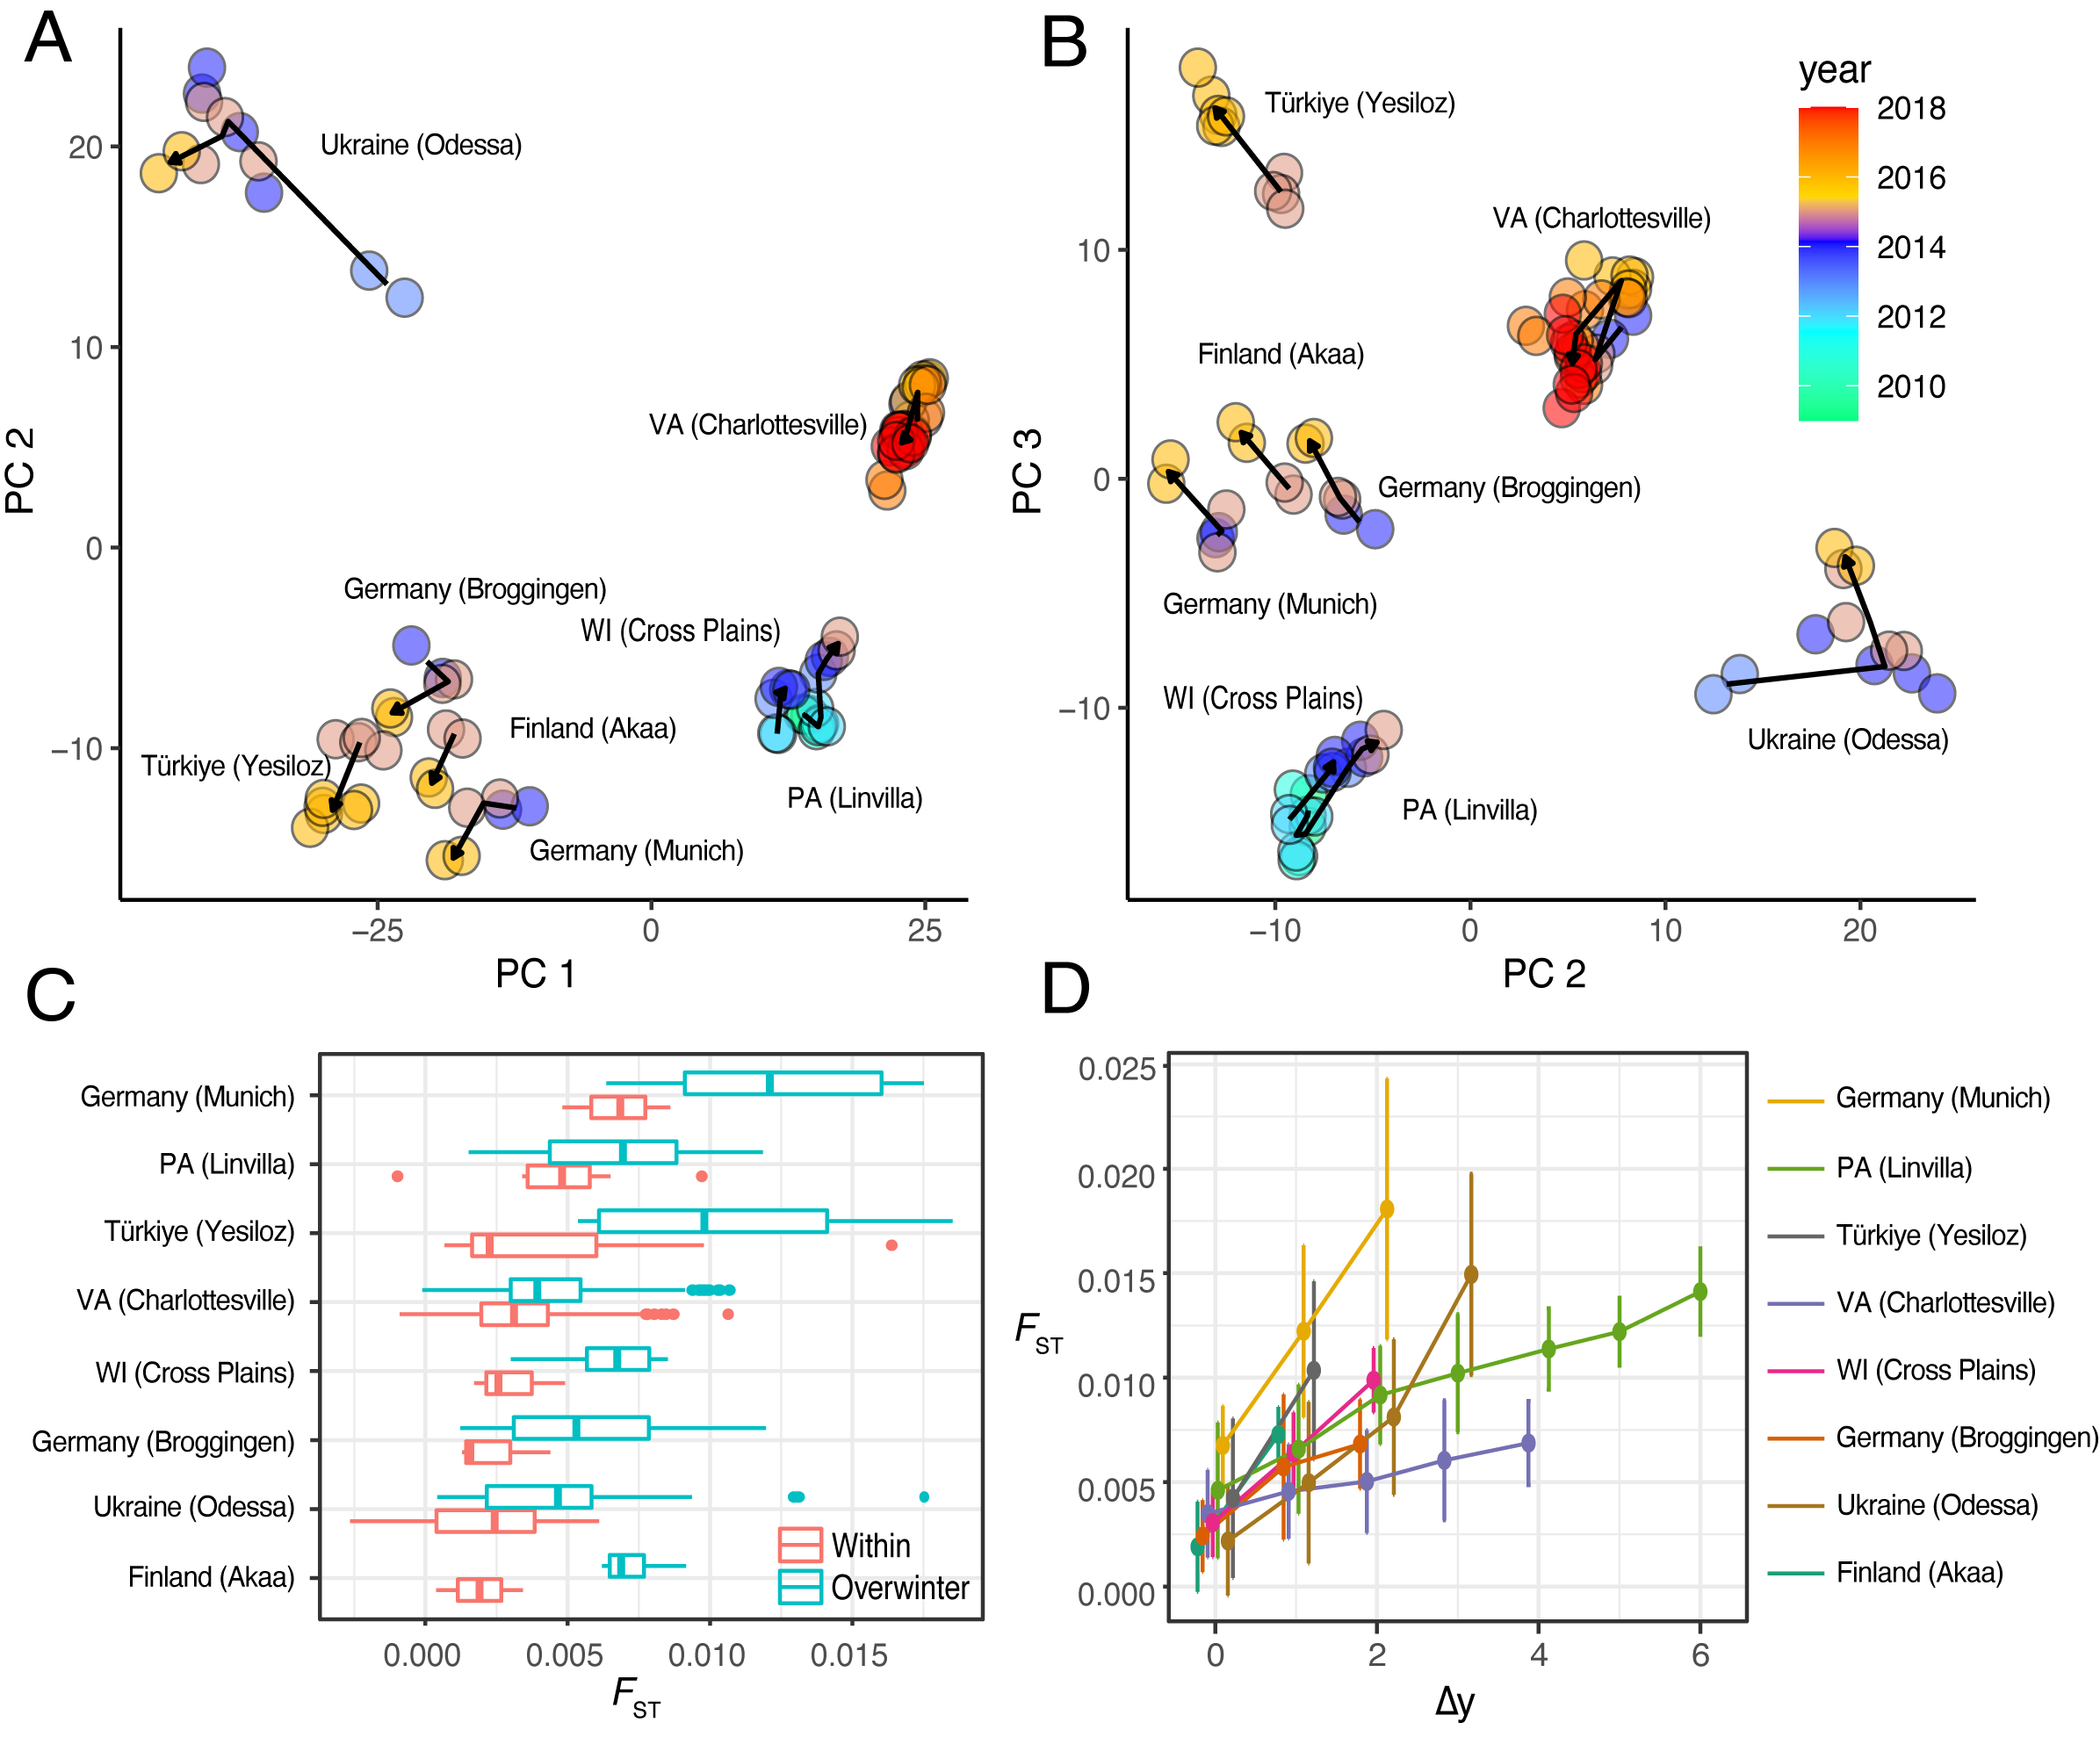 A
PC 2
20
10
0
−10
Ukraine (Odessa)
VA (Charlottesville)
Germany (Broggingen)
WI (Cross Plains)
Finland (Akaa)
Türkiye (Yesiloz)
PA (Linvilla)
Germany (Munich)
−25
0
25
PC 1
B
PC 3
10
0
−10
Türkiye (Yesiloz)
VA (Charlottesville)
Finland (Akaa)
Germany (Broggingen)
Germany (Munich)
WI (Cross Plains)
Ukraine (Odessa)
PA (Linvilla)
−10
0
10
20
PC 2
year
2018
2016
2014
2012
2010
C
Germany (Munich)
PA (Linvilla)
Türkiye (Yesiloz)
VA (Charlottesville)
WI (Cross Plains)
Germany (Broggingen)
Ukraine (Odessa)
Finland (Akaa)
Within
Overwinter
0.000
0.005
0.010
0.015
FST
D
FST
0.025
0.020
0.015
0.010
0.005
0.000
0
2
4
6
Δy
Germany (Munich)
PA (Linvilla)
Türkiye (Yesiloz)
VA (Charlottesville)
WI (Cross Plains)
Germany (Broggingen)
Ukraine (Odessa)
Finland (Akaa)